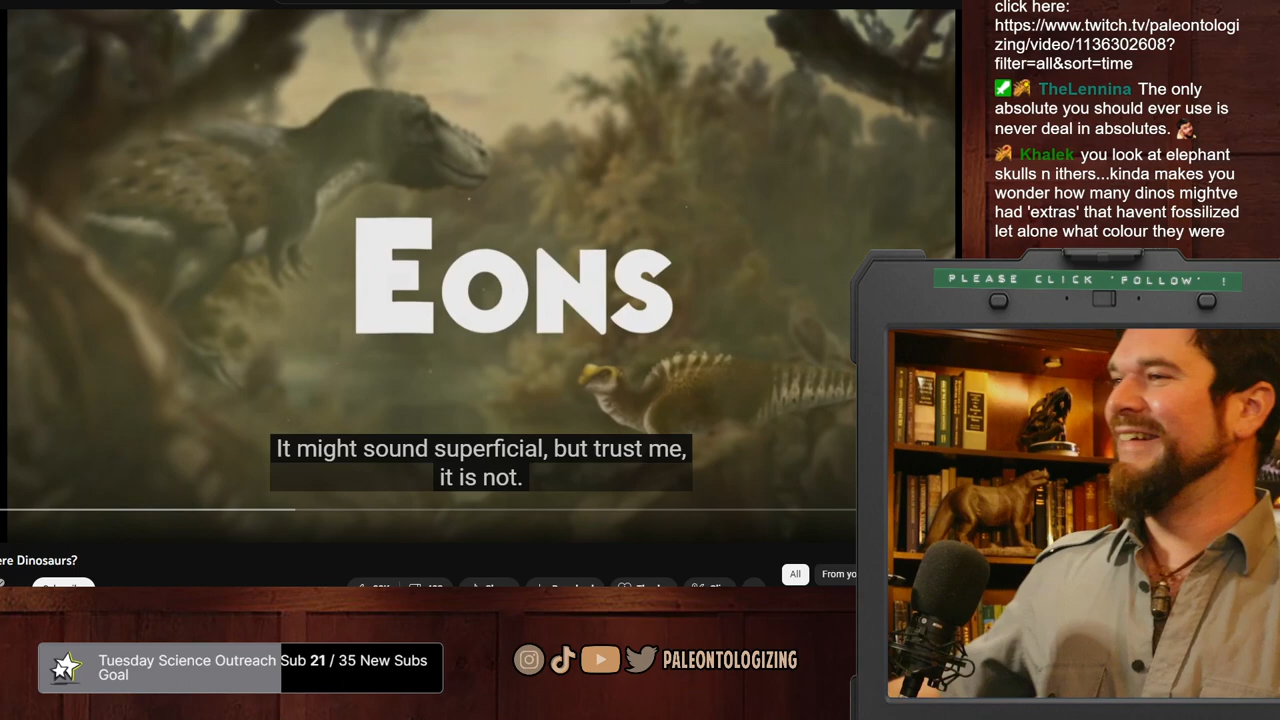 click here:
https://www.twitch.tv/paleontologi
zing/video/1136302608?
filter=all&sort=time
TheLennina The only
absolute you should ever use is
never deal in absolutes.
Khalek you look at elephant
skulls n ithers...kinda makes you
wonder how many dinos mightve
had 'extras' that havent fossilized
let alone what colour they were
PLEASE CLICK 'FOLLOW' !
EONS
It might sound superficial, but trust me,
it is not.
ere Dinosaurs?
All
From yo
Tuesday Science Outreach Sub 21 / 35 New Subs
Goal
PALEONTOLOGIZING